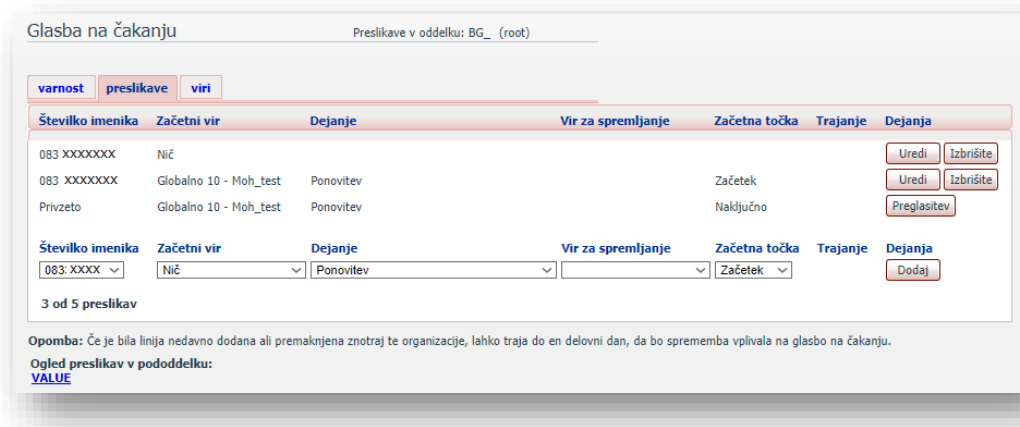 Glasba na čakanju Preslikave v oddelku: BG_ (root)
varnost preslikave viri
Številko imenika Začetni vir Dejanje Vir za spremljanje Začetna točka Trajanje Dejanja
083 XXXXXXX Nič Uredi Izbrišite
083 XXXXXXX Globalno 10 - Moh_test Ponovitev Začetek Uredi Izbrišite
Privzeto Globalno 10 - Moh_test Ponovitev Naključno Preglasitev
Številko imenika Začetni vir Dejanje Vir za spremljanje Začetna točka Trajanje Dejanja
083: XXXX Nič Ponovitev Začetek Dodaj
3 od 5 preslikav
Opomba: Če je bila linija nedavno dodana ali premaknjena znotraj te organizacije, lahko traja do en delovni dan, da bo sprememba vplivala na glasbo na čakanju.
Ogled preslikav v pododdelku:
VALUE